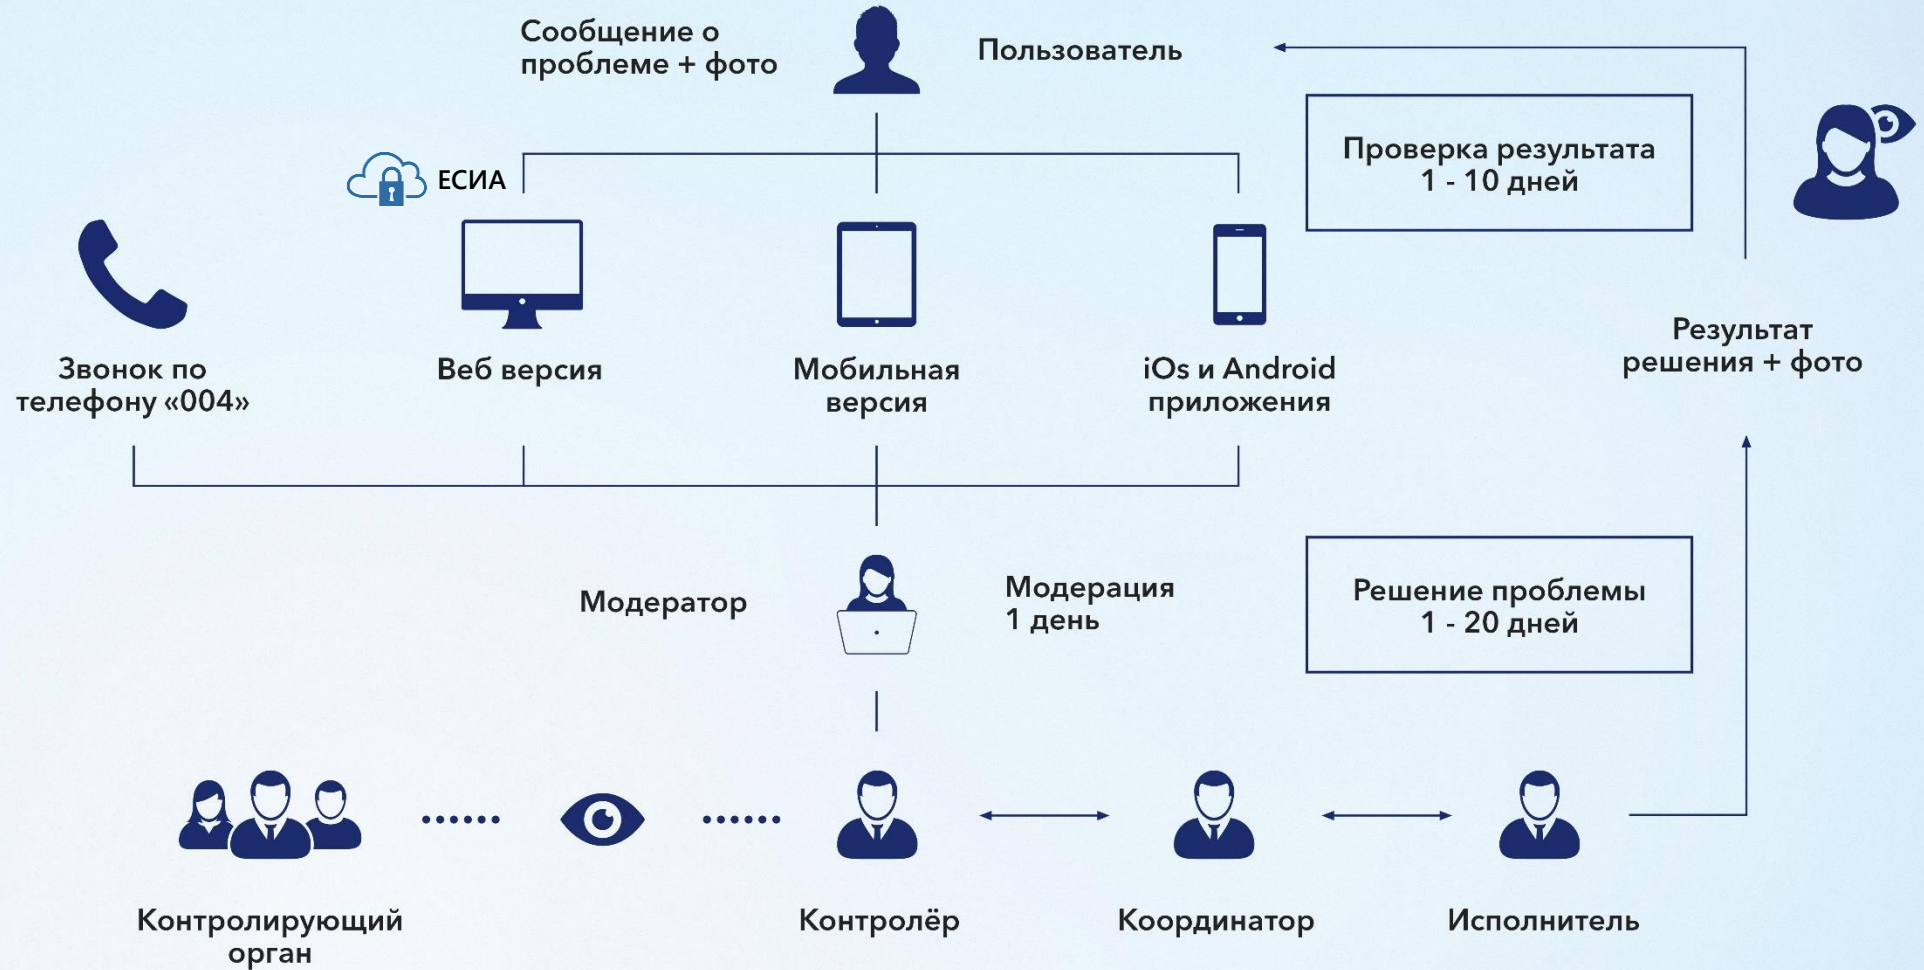 Сообщение о
проблеме + фото
Пользователь
Проверка результата
1 - 10 дней
ЕСИА
Звонок по
телефону «004»
Веб версия
Мобильная
версия
iOs и Android
приложения
Результат
решения + фото
Модератор
Модерация
1 день
Решение проблемы
1 - 20 дней
Контролирующий
орган
Контролёр
Координатор
Исполнитель